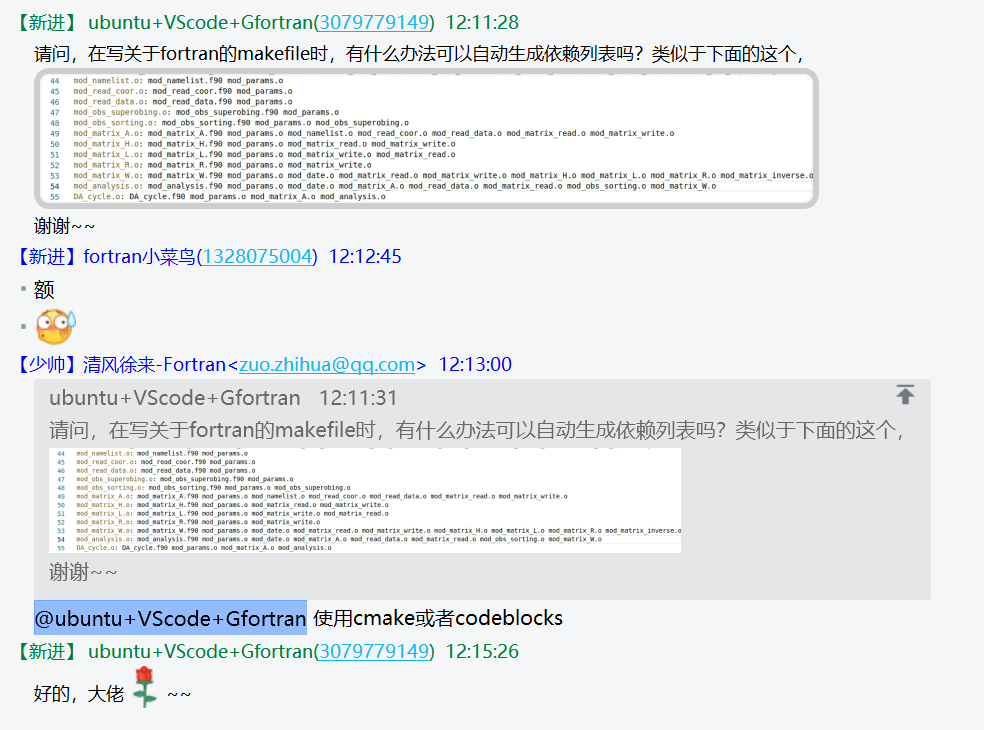 【新进】 ubuntu+VScode+Gfortran(3079779149) 12:11:28
请问，在写关于fortran的makefile时，有什么办法可以自动生成依赖列表吗？类似于下面的这个，
44 mod_namelist.o: mod_namelist.f90 mod_params.o
45 mod_read_coor.o: mod_read_coor.f90 mod_params.o
46 mod_read_data.o: mod_read_data.f90 mod_params.o
47 mod_obs_superobing.o: mod_obs_superobing.f90 mod_params.o
48 mod_obs_sorting.o: mod_obs_sorting.f90 mod_params.o mod_obs_superobing.o
49 mod_matrix_A.o: mod_matrix_A.f90 mod_params.o mod_namelist.o mod_read_coor.o mod_read_data.o mod_matrix_read.o mod_matrix_write.o
50 mod_matrix_H.o: mod_matrix_H.f90 mod_params.o mod_matrix_read.o mod_matrix_write.o
51 mod_matrix_L.o: mod_matrix_L.f90 mod_params.o mod_matrix_write.o mod_matrix_read.o
52 mod_matrix_R.o: mod_matrix_R.f90 mod_params.o mod_matrix_write.o
53 mod_matrix_W.o: mod_matrix_W.f90 mod_params.o mod_date.o mod_matrix_read.o mod_matrix_write.o mod_matrix_H.o mod_matrix_L.o mod_matrix_R.o mod_matrix_inverse.o
54 mod_analysis.o: mod_analysis.f90 mod_params.o mod_date.o mod_matrix_A.o mod_read_data.o mod_matrix_read.o mod_obs_sorting.o mod_matrix_W.o
55 DA_cycle.o: DA_cycle.f90 mod_params.o mod_matrix_A.o mod_analysis.o
谢谢~~
【新进】fortran小菜鸟(1328075004) 12:12:45
额
【少帅】清风徐来-Fortran<zuo.zhihua@qq.com> 12:13:00
ubuntu+VScode+Gfortran 12:11:31
请问，在写关于fortran的makefile时，有什么办法可以自动生成依赖列表吗？类似于下面的这个，
44 mod_namelist.o: mod_namelist.f90 mod_params.o
45 mod_read_coor.o: mod_read_coor.f90 mod_params.o
46 mod_read_data.o: mod_read_data.f90 mod_params.o
47 mod_obs_superobing.o: mod_obs_superobing.f90 mod_params.o
48 mod_obs_sorting.o: mod_obs_sorting.f90 mod_params.o mod_obs_superobing.o
49 mod_matrix_A.o: mod_matrix_A.f90 mod_params.o mod_namelist.o mod_read_coor.o mod_read_data.o mod_matrix_read.o mod_matrix_write.o
50 mod_matrix_H.o: mod_matrix_H.f90 mod_params.o mod_matrix_read.o mod_matrix_write.o
51 mod_matrix_L.o: mod_matrix_L.f90 mod_params.o mod_matrix_write.o mod_matrix_read.o
52 mod_matrix_R.o: mod_matrix_R.f90 mod_params.o mod_matrix_write.o
53 mod_matrix_W.o: mod_matrix_W.f90 mod_params.o mod_date.o mod_matrix_read.o mod_matrix_write.o mod_matrix_H.o mod_matrix_L.o mod_matrix_R.o mod_matrix_inverse.o
54 mod_analysis.o: mod_analysis.f90 mod_params.o mod_date.o mod_matrix_A.o mod_read_data.o mod_matrix_read.o mod_obs_sorting.o mod_matrix_W.o
55 DA_cycle.o: DA_cycle.f90 mod_params.o mod_matrix_A.o mod_analysis.o
谢谢~~
@ubuntu+VScode+Gfortran 使用cmake或者codeblocks
【新进】 ubuntu+VScode+Gfortran(3079779149) 12:15:26
好的，大佬 ~~